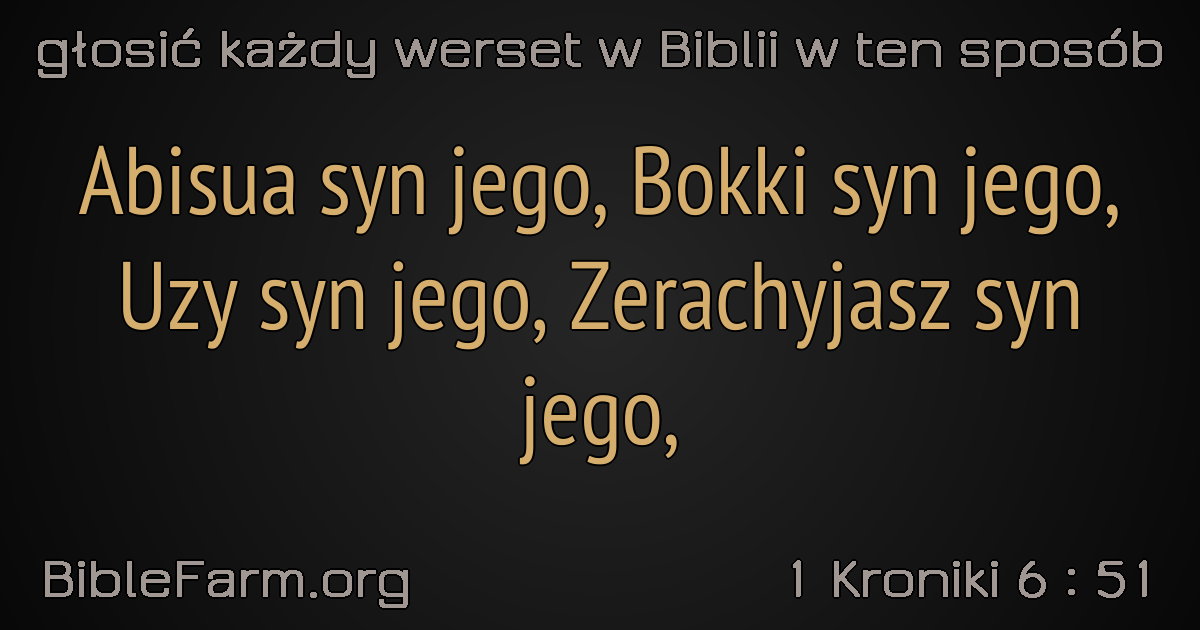 głosić każdy werset w Biblii w ten sposób
Abisua syn jego, Bokki syn jego,
Uzy syn jego, Zerachyjasz syn
jego,
BibleFarm.org
1 Kroniki 6 : 51